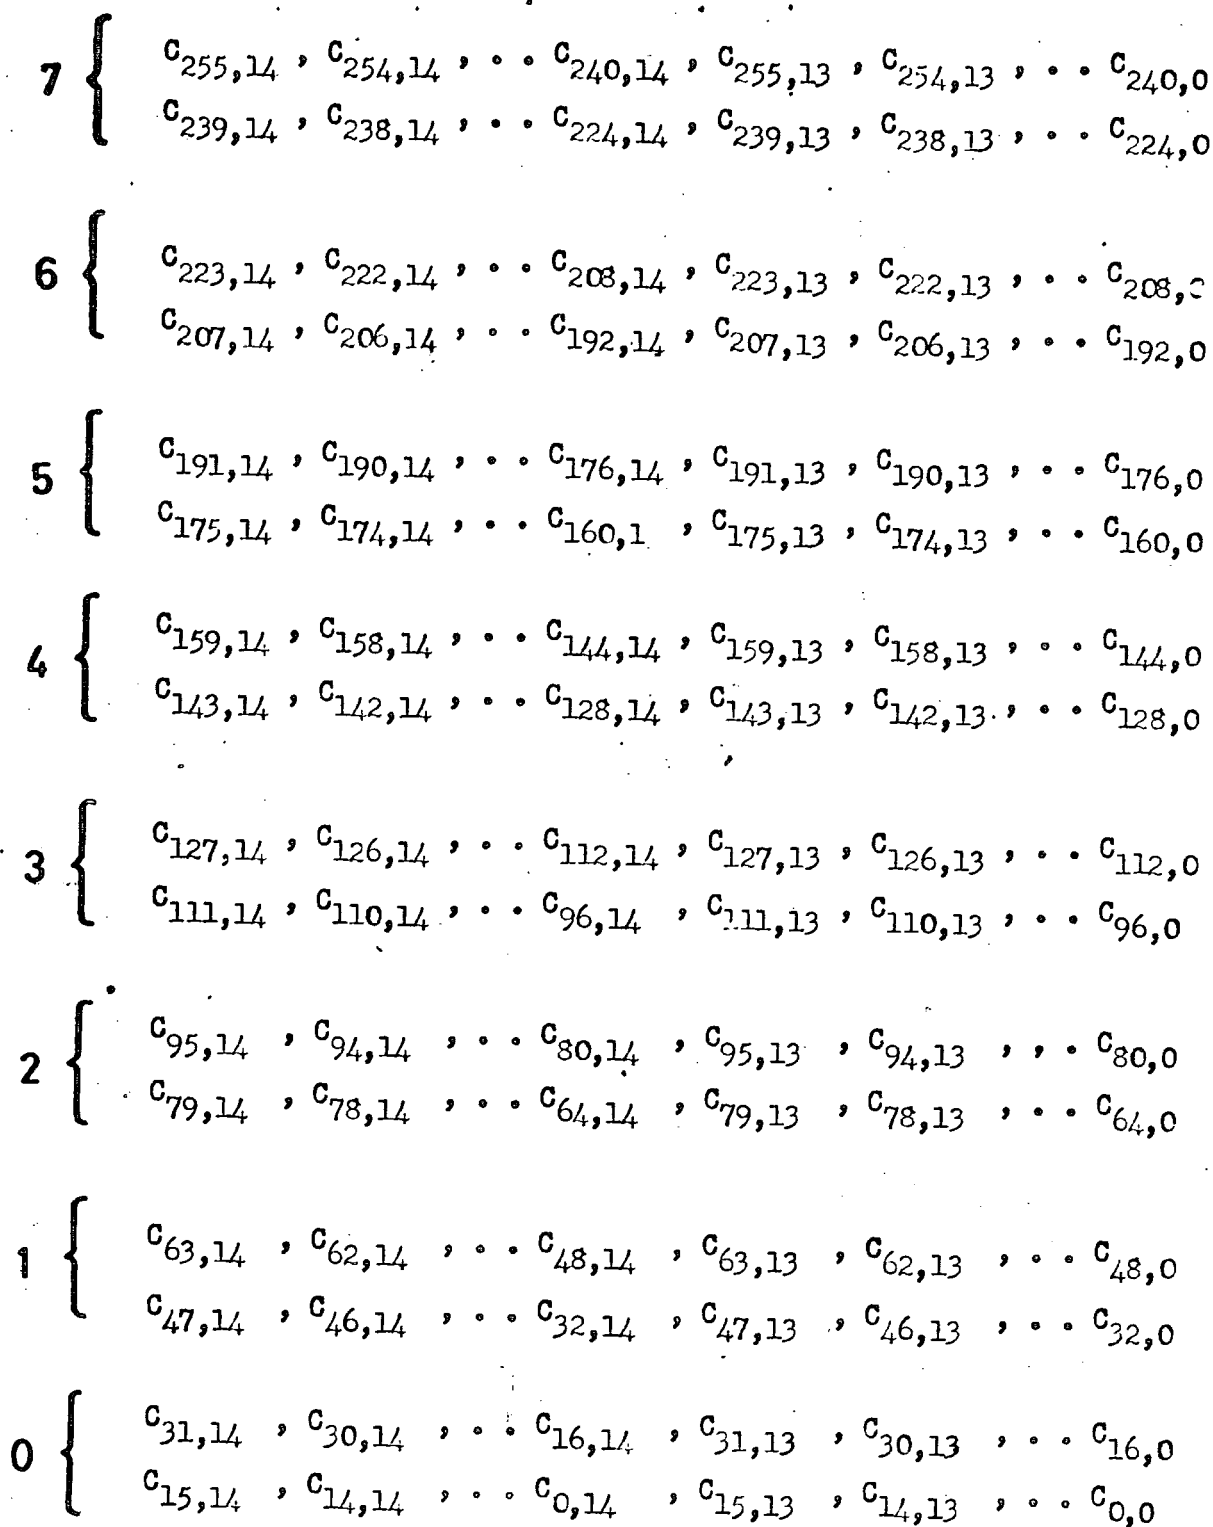 7 { C255,14 , C254,14 , . . C240,14 , C255,13 , C254,13 , . . C240,0
C239,14 , C238,14 , . . C224,14 , C239,13 , C238,13 , . . C224,0
6 { C223,14 , C222,14 , . . C208,14 , C223,13 , C222,13 , . . C208,
C207,14 , C206,14 , . . C192,14 , C207,13 , C206,13 , . . C192,0
5 { C191,14 , C190,14 , . . C176,14 , C191,13 , C190,13 , . . C176,0
C175,14 , C174,14 , . . C160,1 , C175,13 , C174,13 , . . C160,0
4 { C159,14 , C158,14 , . . C144,14 , C159,13 , C158,13 , . . C144,0
C143,14 , C142,14 , . . C128,14 , C143,13 , C142,13 , . . C128,0
3 { C127,14 , C126,14 , . . C112,14 , C127,13 , C126,13 , . . C112,0
C111,14 , C110,14 , . . C96,14 , C111,13 , C110,13 , . . C96,0
2 { C95,14 , C94,14 , . . C80,14 , C95,13 , C94,13 , , . C80,0
C79,14 , C78,14 , . . C64,14 , C79,13 , C78,13 , . . C64,0
1 { C63,14 , C62,14 , . . C48,14 , C63,13 , C62,13 , . . C48,0
C47,14 , C46,14 , . . C32,14 , C47,13 , C46,13 , . . C32,0
0 { C31,14 , C30,14 , . . C16,14 , C31,13 , C30,13 , . . C16,0
C15,14 , C14,14 , . . C0,14 , C15,13 , C14,13 , . . C0,0